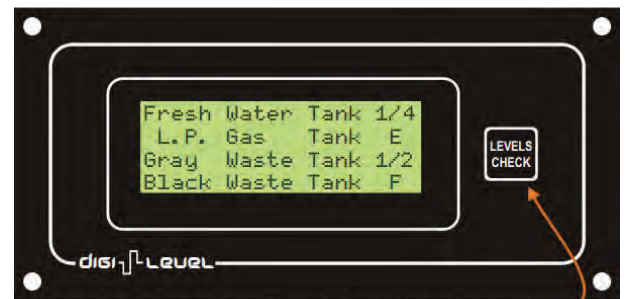 Fresh Water Tank 1/4
L.P. Gas Tank E
Gray Waste Tank 1/2
Black Waste Tank F
LEVELS
CHECK
digi LEVEL